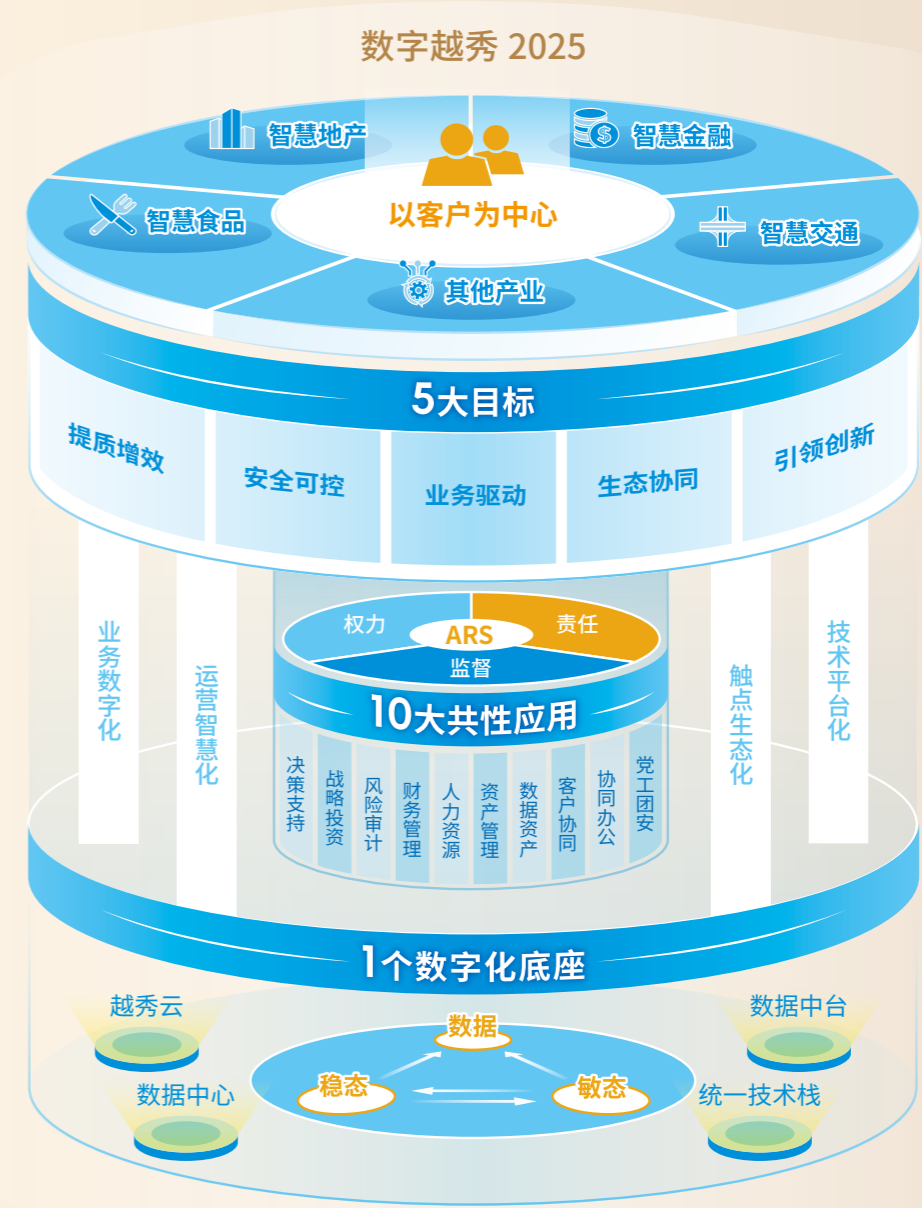 数字越秀 2025
智慧地产
智慧金融
智慧食品
以客户为中心
智慧交通
其他产业
5大目标
提质增效
安全可控
业务驱动
生态协同
引领创新
业务数字化
运营智慧化
触点生态化
技术平台化
权力
ARS
责任
监督
10大共性应用
决策支持
战略投资
风险审计
财务管理
人力资源
资产管理
数据资产
客户协同
协同办公
党工团安
1个数字化底座
越秀云
数据中台
数据
稳态
敏态
数据中心
统一技术栈